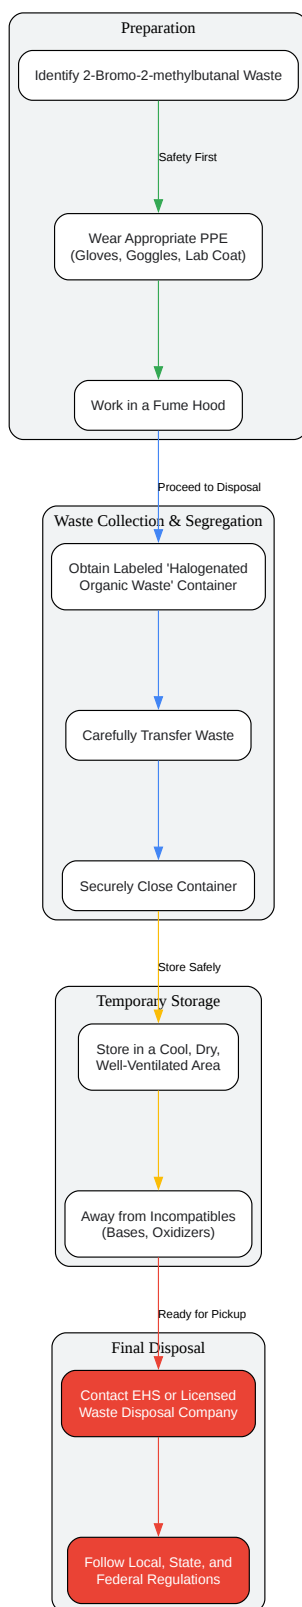 Preparation
Identify 2-Bromo-2-methylbutanal Waste
Safety First
Wear Appropriate PPE
(Gloves, Goggles, Lab Coat)
Work in a Fume Hood
Proceed to Disposal
Waste Collection & Segregation
Obtain Labeled 'Halogenated
Organic Waste' Container
Carefully Transfer Waste
Securely Close Container
Store Safely
Temporary Storage
Store in a Cool, Dry,
Well-Ventilated Area
Away from Incompatibles
(Bases, Oxidizers)
Ready for Pickup
Final Disposal
Contact EHS or Licensed
Waste Disposal Company
Follow Local, State, and
Federal Regulations